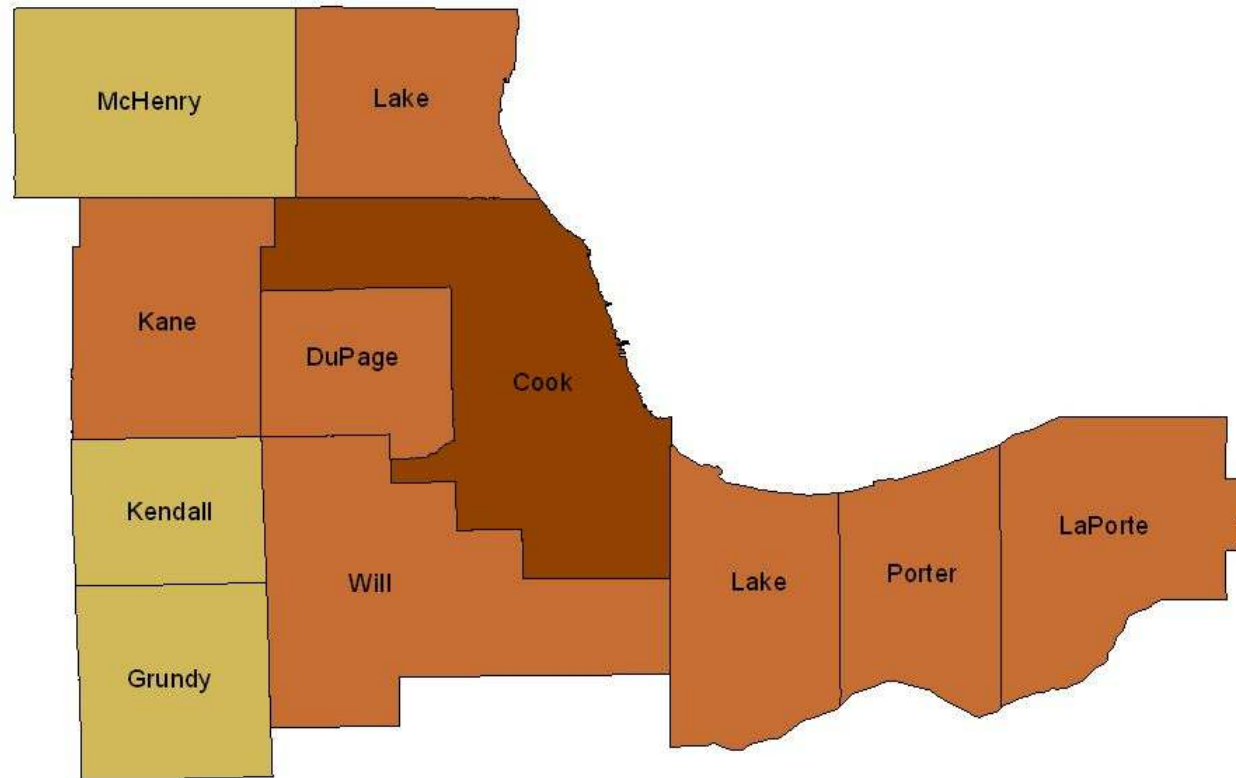 McHenry
Lake
Kane
DuPage
Cook
Kendall
Will
Lake
Porter
LaPorte
Grundy